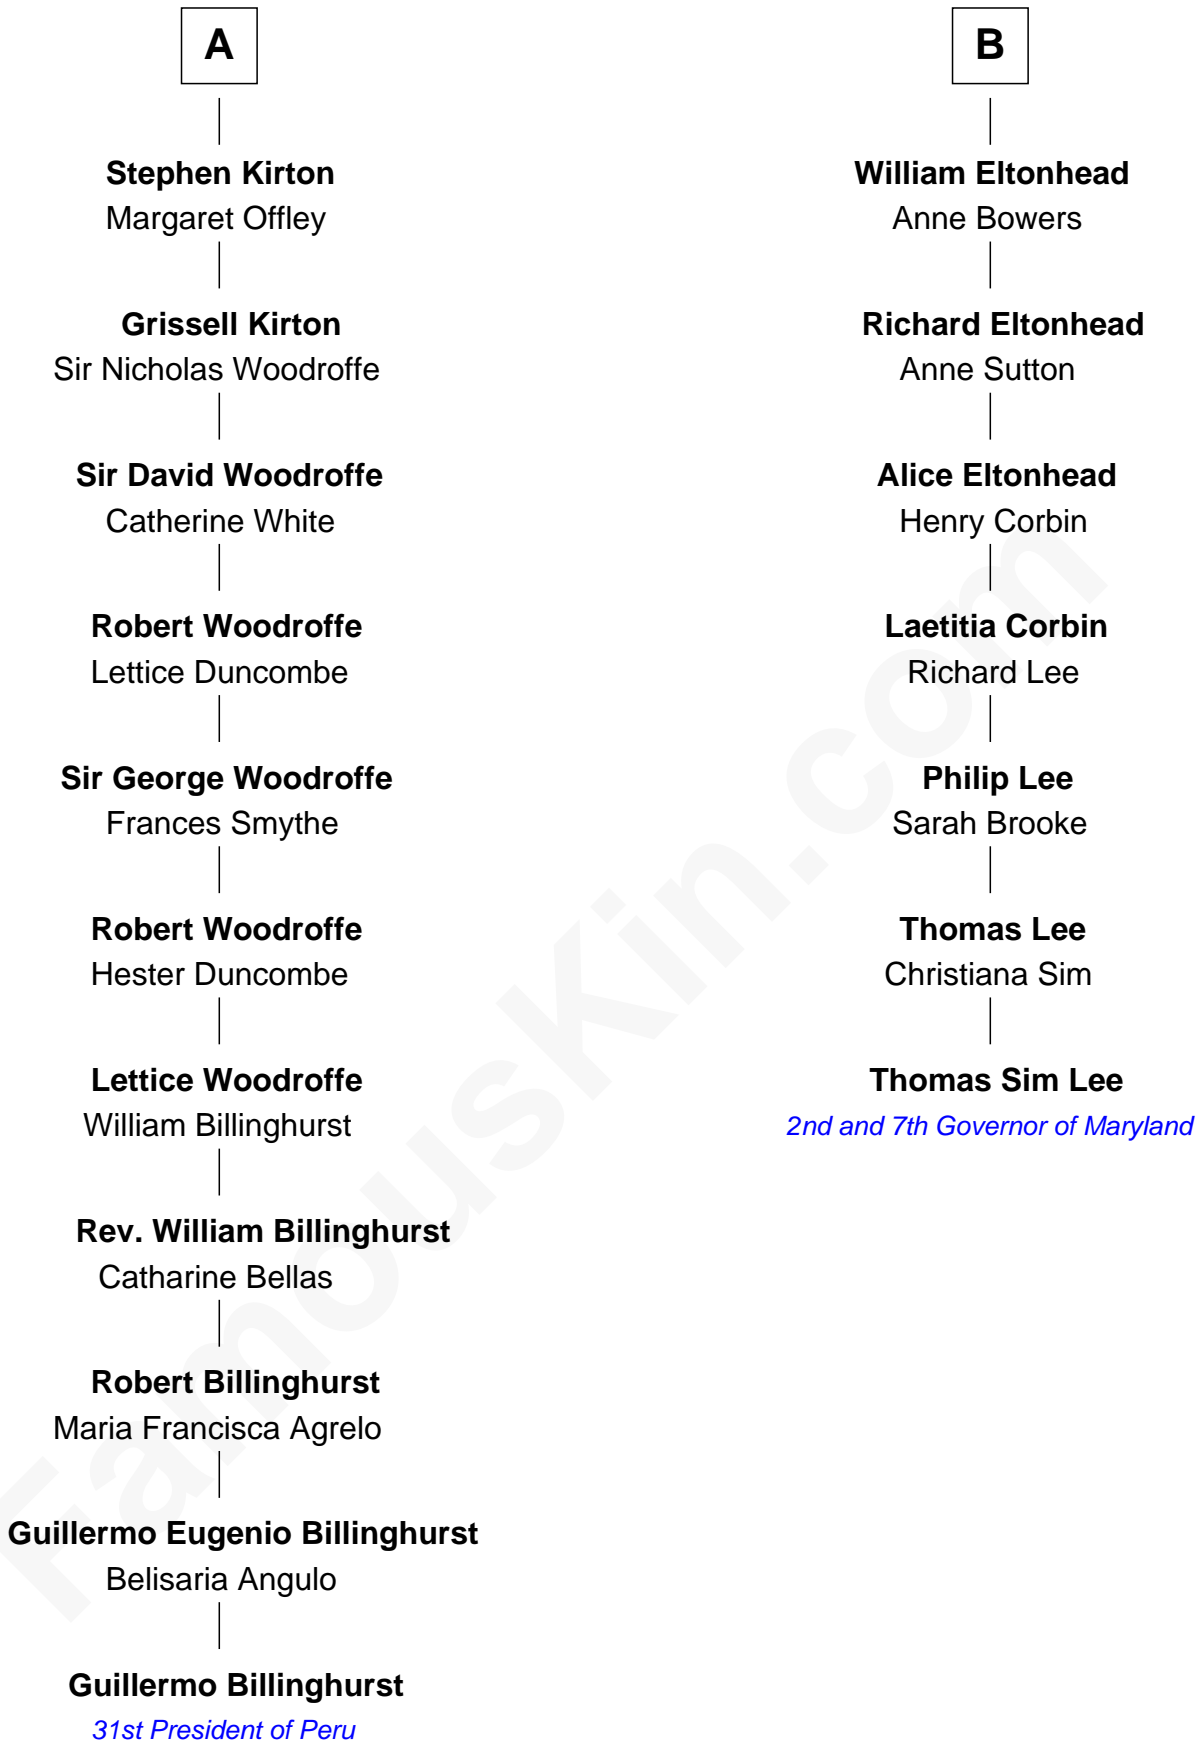 A
Stephen Kirton
Margaret Offley
Grissell Kirton
Sir Nicholas Woodroffe
Sir David Woodroffe
Catherine White
Robert Woodroffe
Lettice Duncombe
Sir George Woodroffe
Frances Smythe
Robert Woodroffe
Hester Duncombe
Lettice Woodroffe
William Billinghurst
Rev. William Billinghurst
Catharine Bellas
Robert Billinghurst
Maria Francisca Agrelo
Guillermo Eugenio Billinghurst
Belisaria Angulo
Guillermo Billinghurst
31st President of Peru
B
William Eltonhead
Anne Bowers
Richard Eltonhead
Anne Sutton
Alice Eltonhead
Henry Corbin
Laetitia Corbin
Richard Lee
Philip Lee
Sarah Brooke
Thomas Lee
Christiana Sim
Thomas Sim Lee
2nd and 7th Governor of Maryland
FamousKin.com